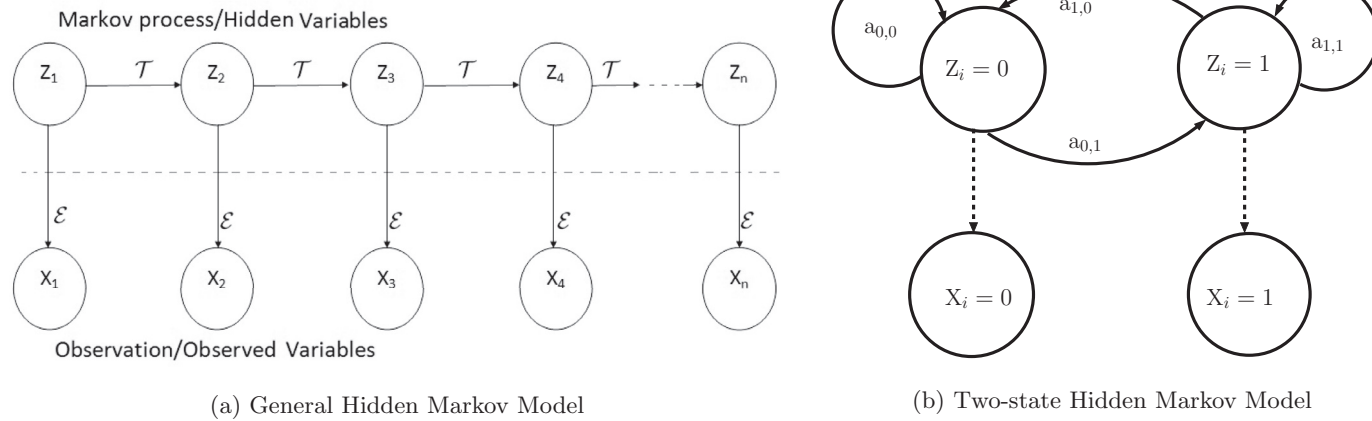 Markov process/Hidden Variables
Z₁ 𝒯 Z₂ 𝒯 Z₃ 𝒯 Z₄ 𝒯 Zₙ
ℰ ℰ ℰ ℰ ℰ
X₁ X₂ X₃ X₄ Xₙ
Observation/Observed Variables
(a) General Hidden Markov Model
a₁,₀
a₀,₀ Zᵢ = 0 Zᵢ = 1 a₁,₁
a₀,₁
Xᵢ = 0 Xᵢ = 1
(b) Two-state Hidden Markov Model